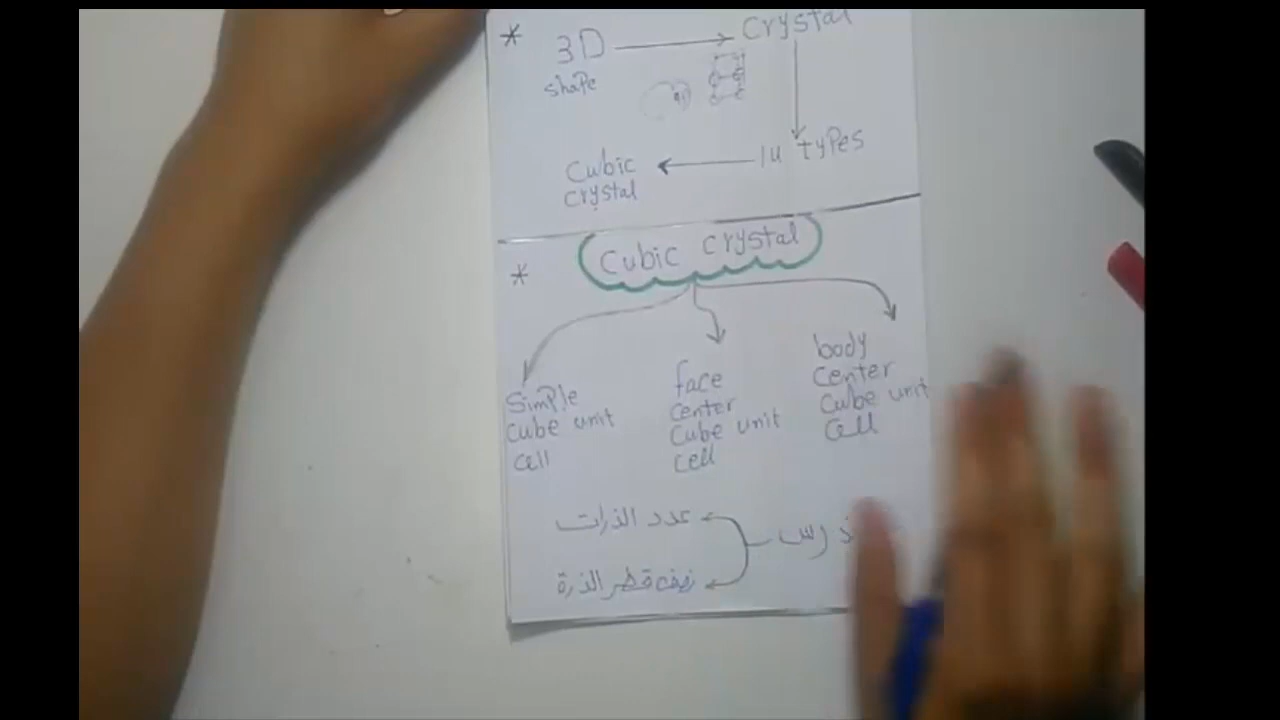 * 3D → Crystal
shape
14 types
Cubic
crystal
* Cubic crystal
Simple
cube unit
cell
face
center
cube unit
cell
body
center
cube unit
cell
عدد الذرات
نصف قطر الذرة